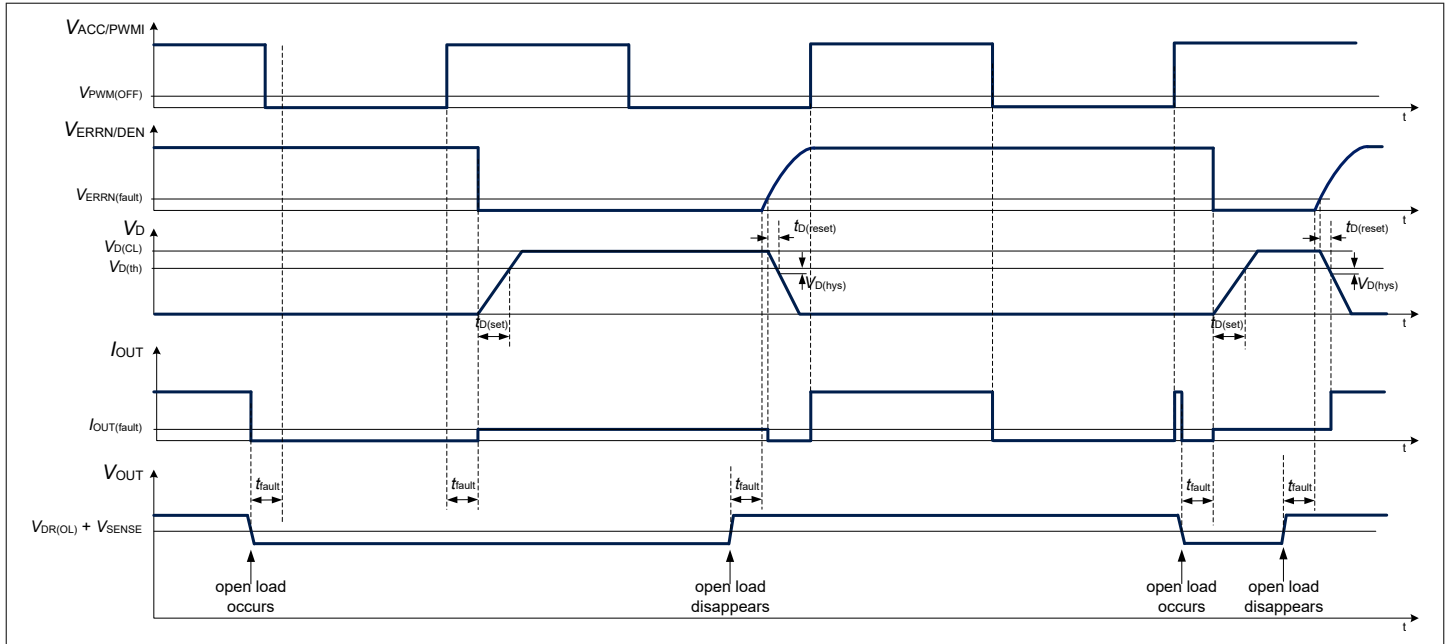 VACC/PWMI
VPWM(OFF)
t
VERRN/DEN
VERRN(fault)
t
VD
tD(reset)
tD(reset)
VD(CL)
VD(th)
VD(hys)
VD(hys)
tD(set)
tD(set)
t
IOUT
IOUT(fault)
t
VOUT
tfault
tfault
tfault
tfault
tfault
VDR(OL) + VSENSE
open load
occurs
open load
disappears
open load
occurs
open load
disappears
t